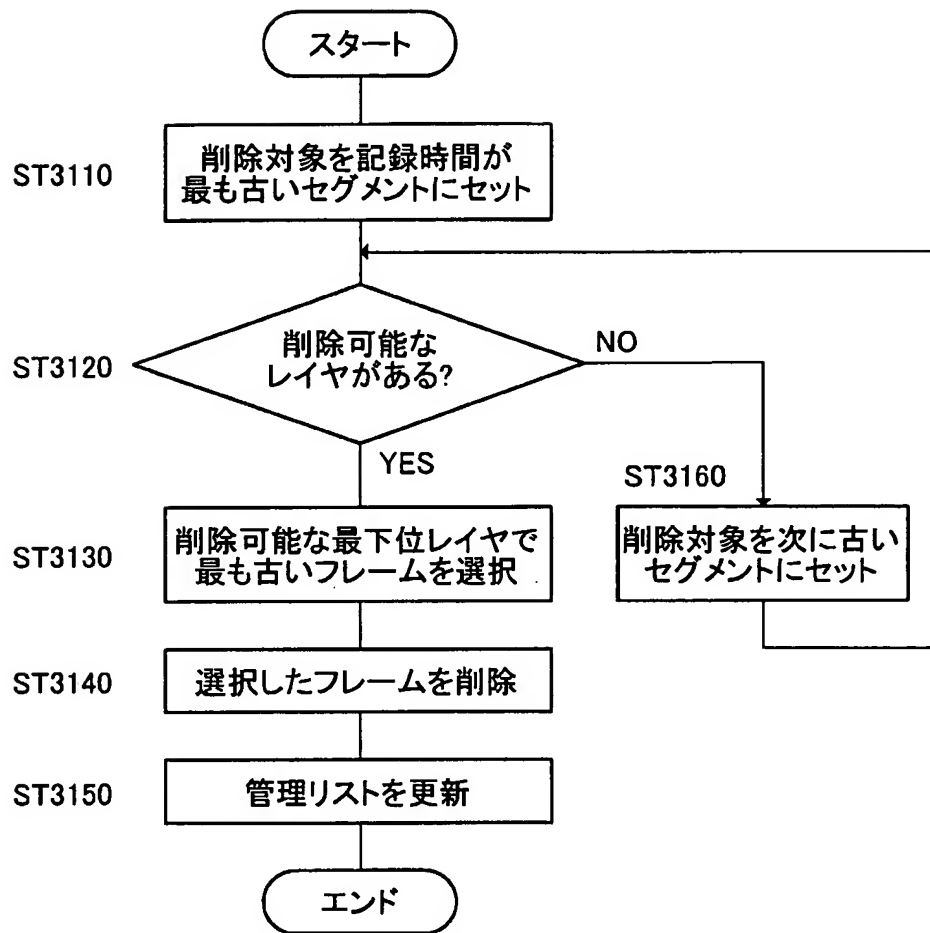 スタート
ST3110
削除対象を記録時間が
最も古いセグメントにセット
ST3120
削除可能な
レイヤがある?
NO
YES
ST3160
削除対象を次に古い
セグメントにセット
ST3130
削除可能な最下位レイヤで
最も古いフレームを選択
ST3140
選択したフレームを削除
ST3150
管理リストを更新
エンド